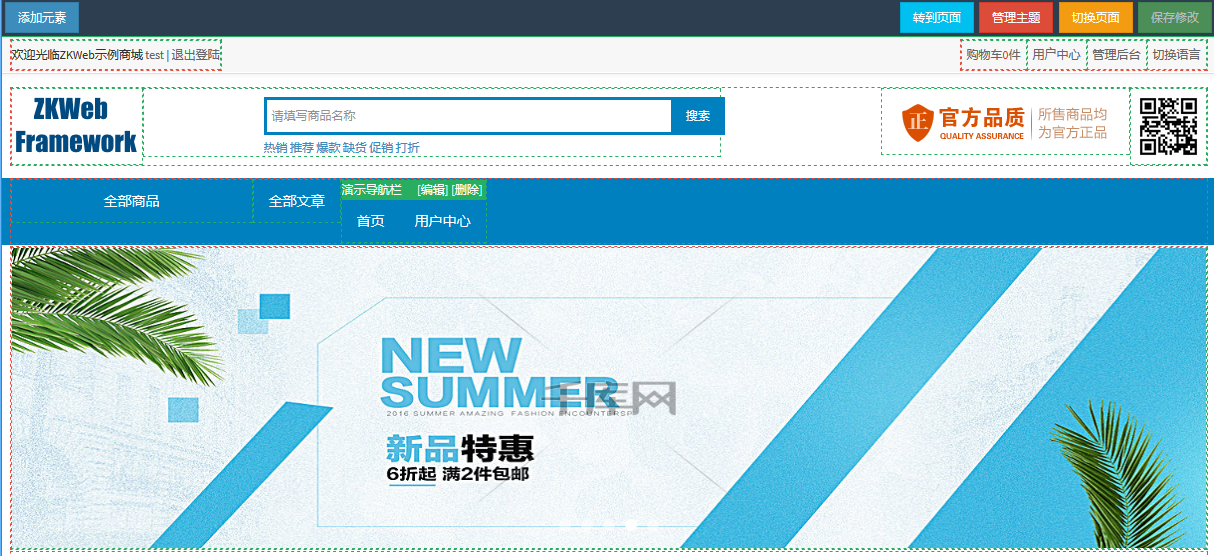 添加元素 转到页面 管理主题 切换页面 保存修改
欢迎光临ZKWeb示例商城 test | 退出登陆 购物车0件 用户中心 管理后台 切换语言
ZKWeb
Framework
请填写商品名称 搜索
热销 推荐 爆款 缺货 促销 打折
正 官方品质
QUALITY ASSURANCE
所售商品均
为官方正品
全部商品 全部文章
演示导航栏 [编辑] [删除]
首页 用户中心
NEW
SUMMER
千库网
2016 SUMMER AMAZING FASHION ENCOUNTERSP
新品特惠
6折起 满2件包邮